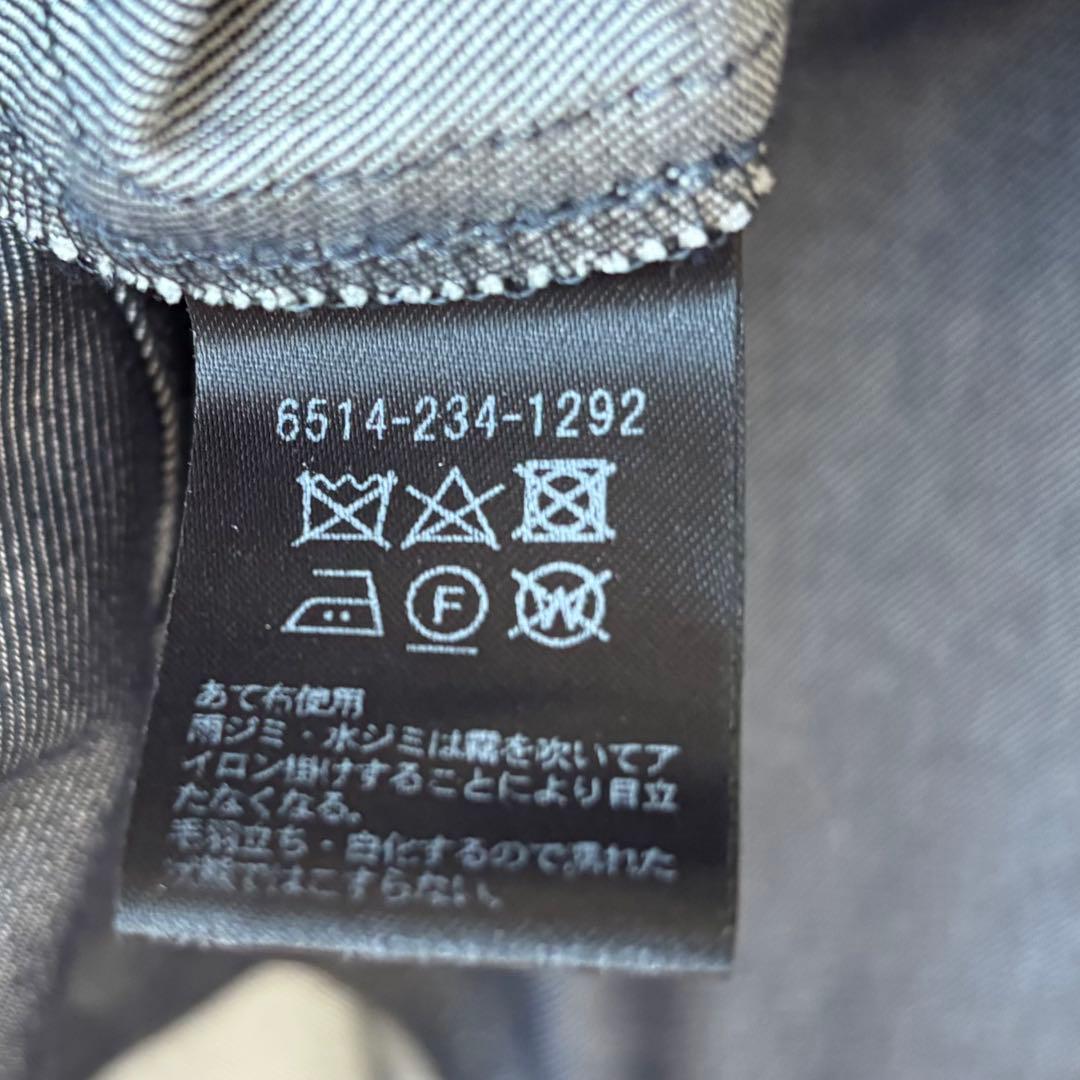 6514-234-1292
F
W
あて布使用
雨ジミ・水ジミは霧を吹いてア
イロン掛けすることにより目立
たなくなる。
毛羽立ち・白化するので濡れた
状態ではこすらない。